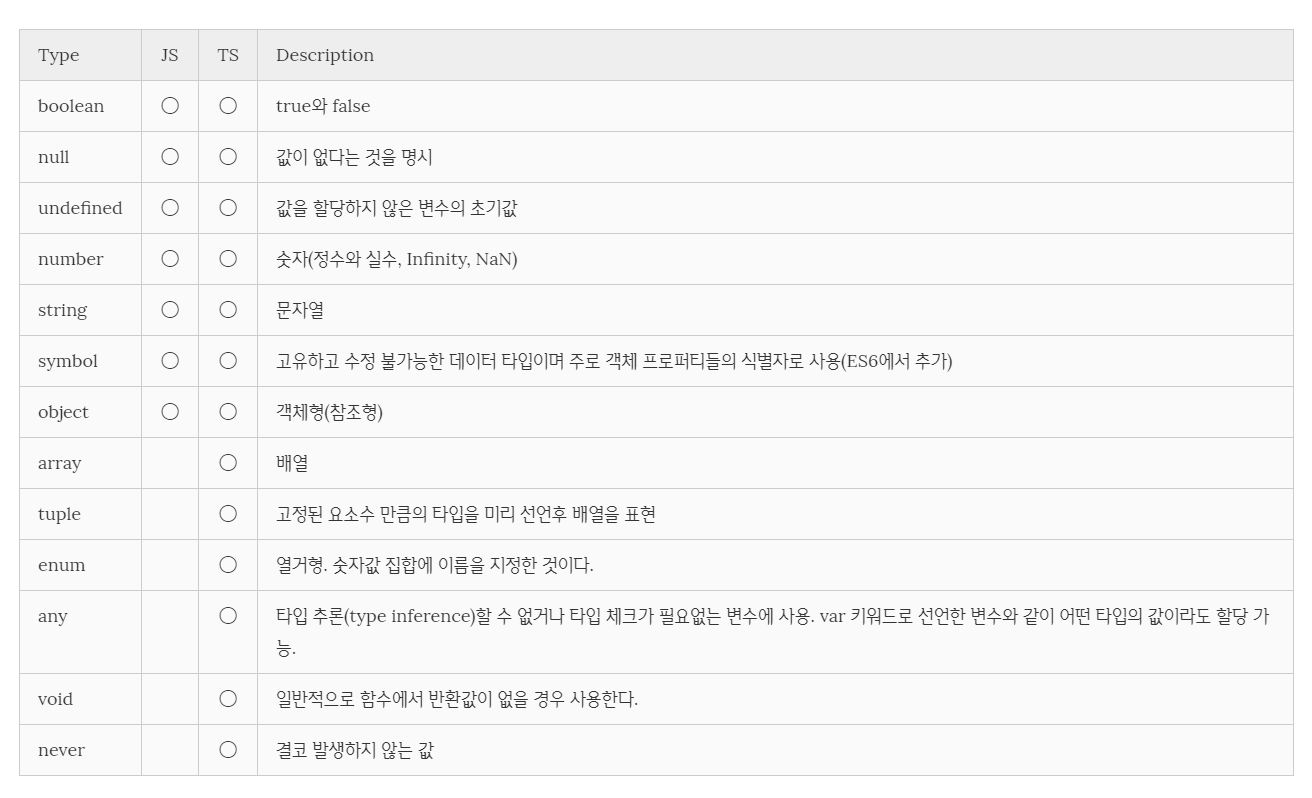 Type JS TS Description
boolean ◯ ◯ true와 false
null ◯ ◯ 값이 없다는 것을 명시
undefined ◯ ◯ 값을 할당하지 않은 변수의 초기값
number ◯ ◯ 숫자(정수와 실수, Infinity, NaN)
string ◯ ◯ 문자열
symbol ◯ ◯ 고유하고 수정 불가능한 데이터 타입이며 주로 객체 프로퍼티들의 식별자로 사용(ES6에서 추가)
object ◯ ◯ 객체형(참조형)
array ◯ 배열
tuple ◯ 고정된 요소수 만큼의 타입을 미리 선언후 배열을 표현
enum ◯ 열거형. 숫자값 집합에 이름을 지정한 것이다.
any ◯ 타입 추론(type inference)할 수 없거나 타입 체크가 필요없는 변수에 사용. var 키워드로 선언한 변수와 같이 어떤 타입의 값이라도 할당 가
능.
void ◯ 일반적으로 함수에서 반환값이 없을 경우 사용한다.
never ◯ 결코 발생하지 않는 값